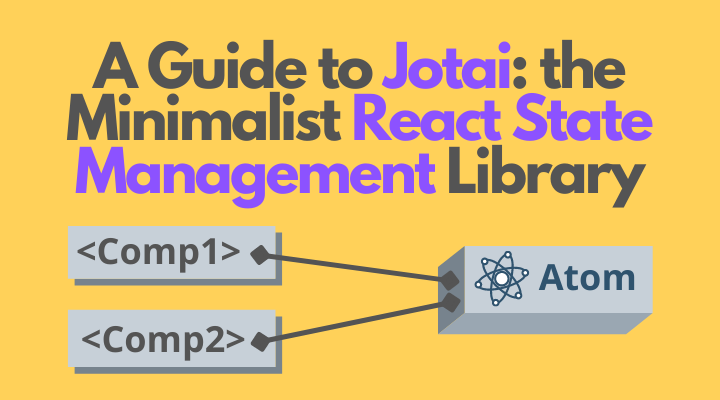 A Guide to Jotai: the
Minimalist React State
Management Library
<Comp1>
Atom
<Comp2>